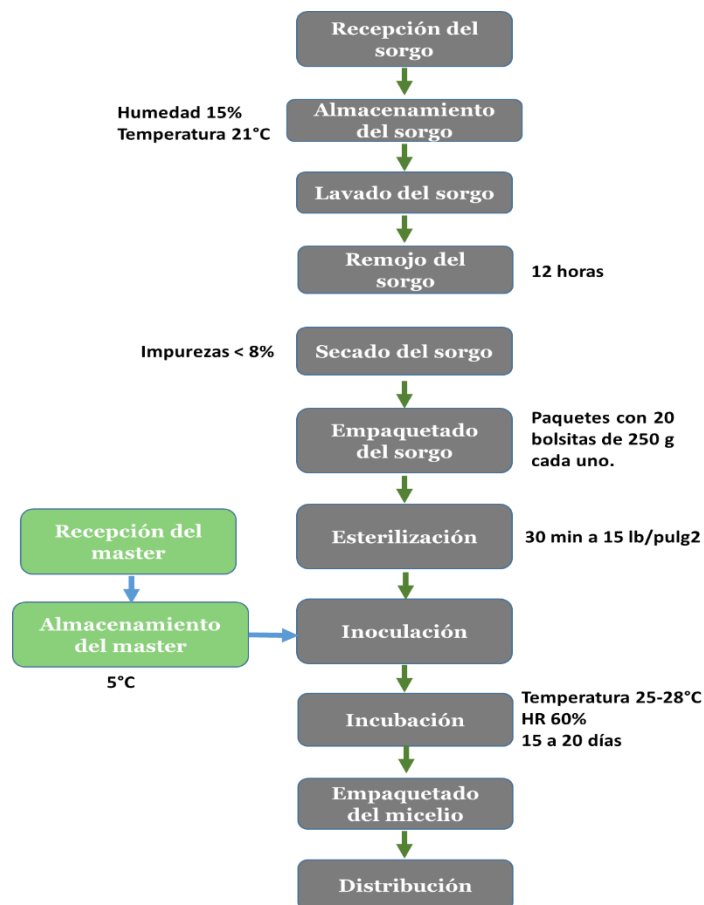 Recepción del
sorgo
Humedad 15%
Temperatura 21°C
Almacenamiento
del sorgo
Lavado del sorgo
Remojo del
sorgo
12 horas
Impurezas < 8%
Secado del sorgo
Empaquetado
del sorgo
Paquetes con 20
bolsitas de 250 g
cada uno.
Recepción del
master
Esterilización
30 min a 15 lb/pulg2
Almacenamiento
del master
5°C
Inoculación
Incubación
Temperatura 25-28°C
HR 60%
15 a 20 días
Empaquetado
del micelio
Distribución